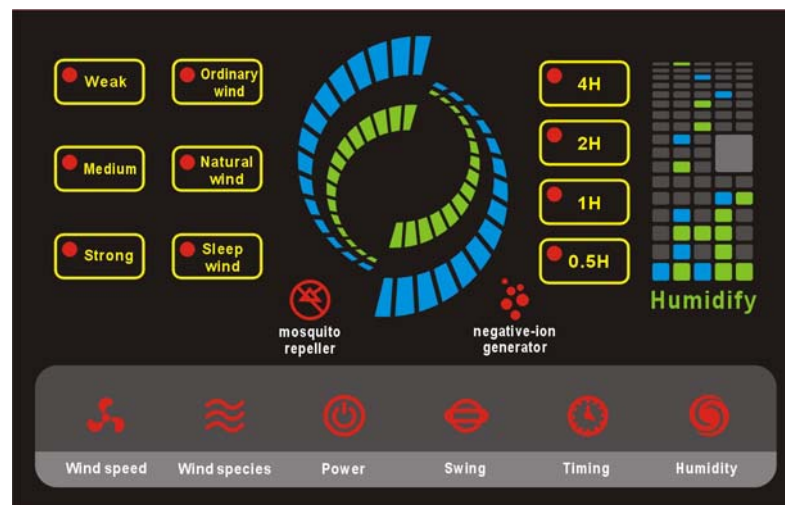 Weak
Ordinary
wind
4H
Medium
Natural
wind
2H
1H
Strong
Sleep
wind
0.5H
Humidify
mosquito
repeller
negative-ion
generator
Wind speed
Wind species
Power
Swing
Timing
Humidity